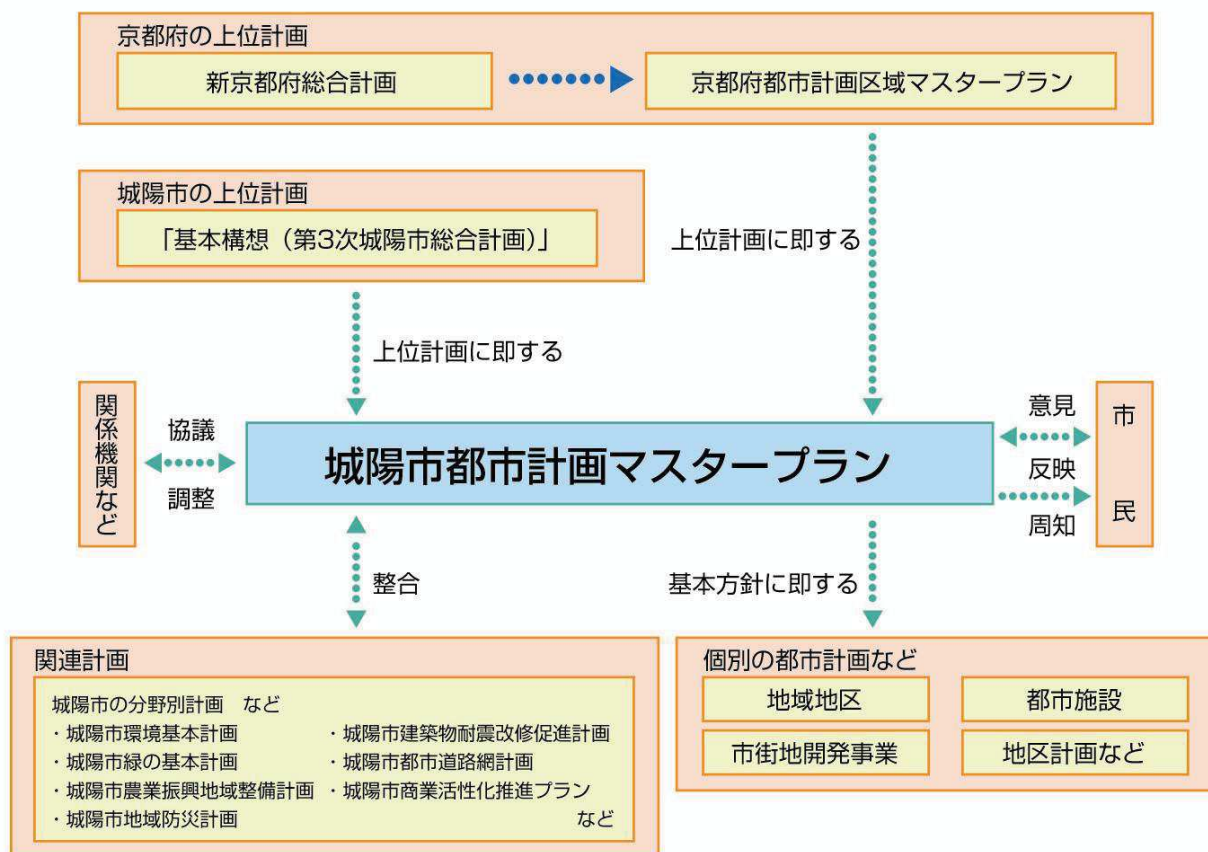 京都府の上位計画
新京都府総合計画
京都府都市計画区域マスタープラン
城陽市の上位計画
「基本構想（第3次城陽市総合計画）」
上位計画に即する
上位計画に即する
関係機関など
協議
調整
城陽市都市計画マスタープラン
意見
反映
周知
市民
整合
基本方針に即する
関連計画
城陽市の分野別計画　など
・城陽市環境基本計画
・城陽市緑の基本計画
・城陽市農業振興地域整備計画
・城陽市地域防災計画
・城陽市建築物耐震改修促進計画
・城陽市都市道路網計画
・城陽市商業活性化推進プラン
など
個別の都市計画など
地域地区
都市施設
市街地開発事業
地区計画など